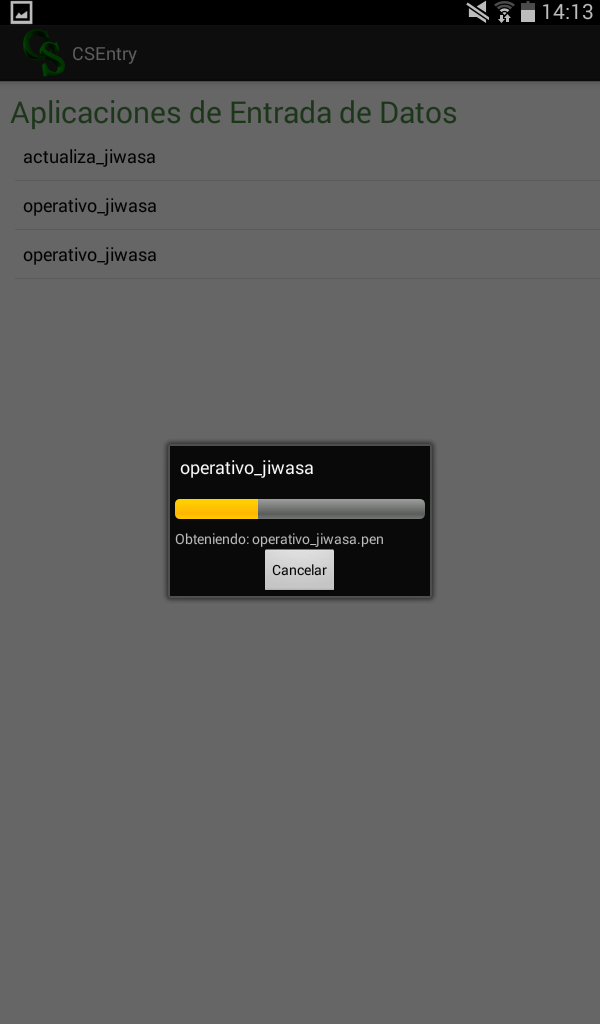 14:13
CSEntry
Aplicaciones de Entrada de Datos
actualiza_jiwasa
operativo_jiwasa
operativo_jiwasa
operativo_jiwasa
Obteniendo: operativo_jiwasa.pen
Cancelar